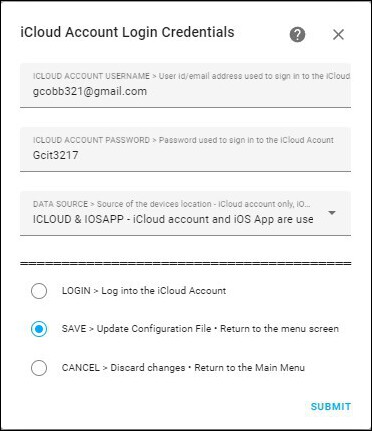 iCloud Account Login Credentials
ICLOUD ACCOUNT USERNAME > User id/email address used to sign in to the iCloud
gcobb321@gmail.com
ICLOUD ACCOUNT PASSWORD > Password used to sign in to the iCloud Acount
Gcit3217
DATA SOURCE > Source of the devices location - iCloud account only, iO...
ICLOUD & IOSAPP - iCloud account and iOS App are use
LOGIN > Log into the iCloud Account
SAVE > Update Configuration File • Return to the menu screen
CANCEL > Discard changes • Return to the Main Menu
SUBMIT